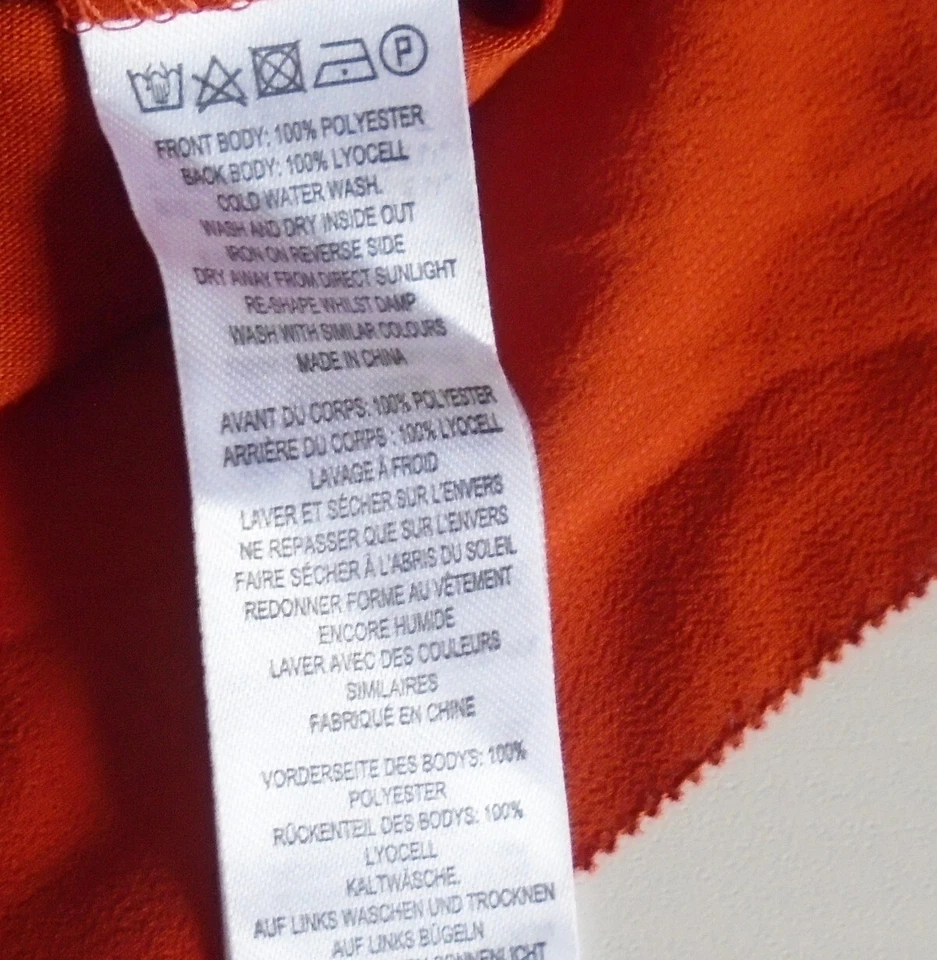 P
FRONT BODY: 100% POLYESTER
BACK BODY: 100% LYOCELL
COLD WATER WASH.
WASH AND DRY INSIDE OUT
IRON ON REVERSE SIDE
DRY AWAY FROM DIRECT SUNLIGHT
RE-SHAPE WHILST DAMP
WASH WITH SIMILAR COLOURS
MADE IN CHINA
AVANT DU CORPS: 100% POLYESTER
ARRIÈRE DU CORPS : 100% LYOCELL
LAVAGE À FROID
LAVER ET SÉCHER SUR L'ENVERS
NE REPASSER QUE SUR L'ENVERS
FAIRE SÉCHER À L'ABRIS DU SOLEIL
REDONNER FORME AU VÊTEMENT
ENCORE HUMIDE
LAVER AVEC DES COULEURS
SIMILAIRES
FABRIQUÉ EN CHINE
VORDERSEITE DES BODYS: 100%
POLYESTER
RÜCKENTEIL DES BODYS: 100%
LYOCELL
KALTWÄSCHE.
AUF LINKS WASCHEN UND TROCKNEN
AUF LINKS BÜGELN
SONNENLICHT